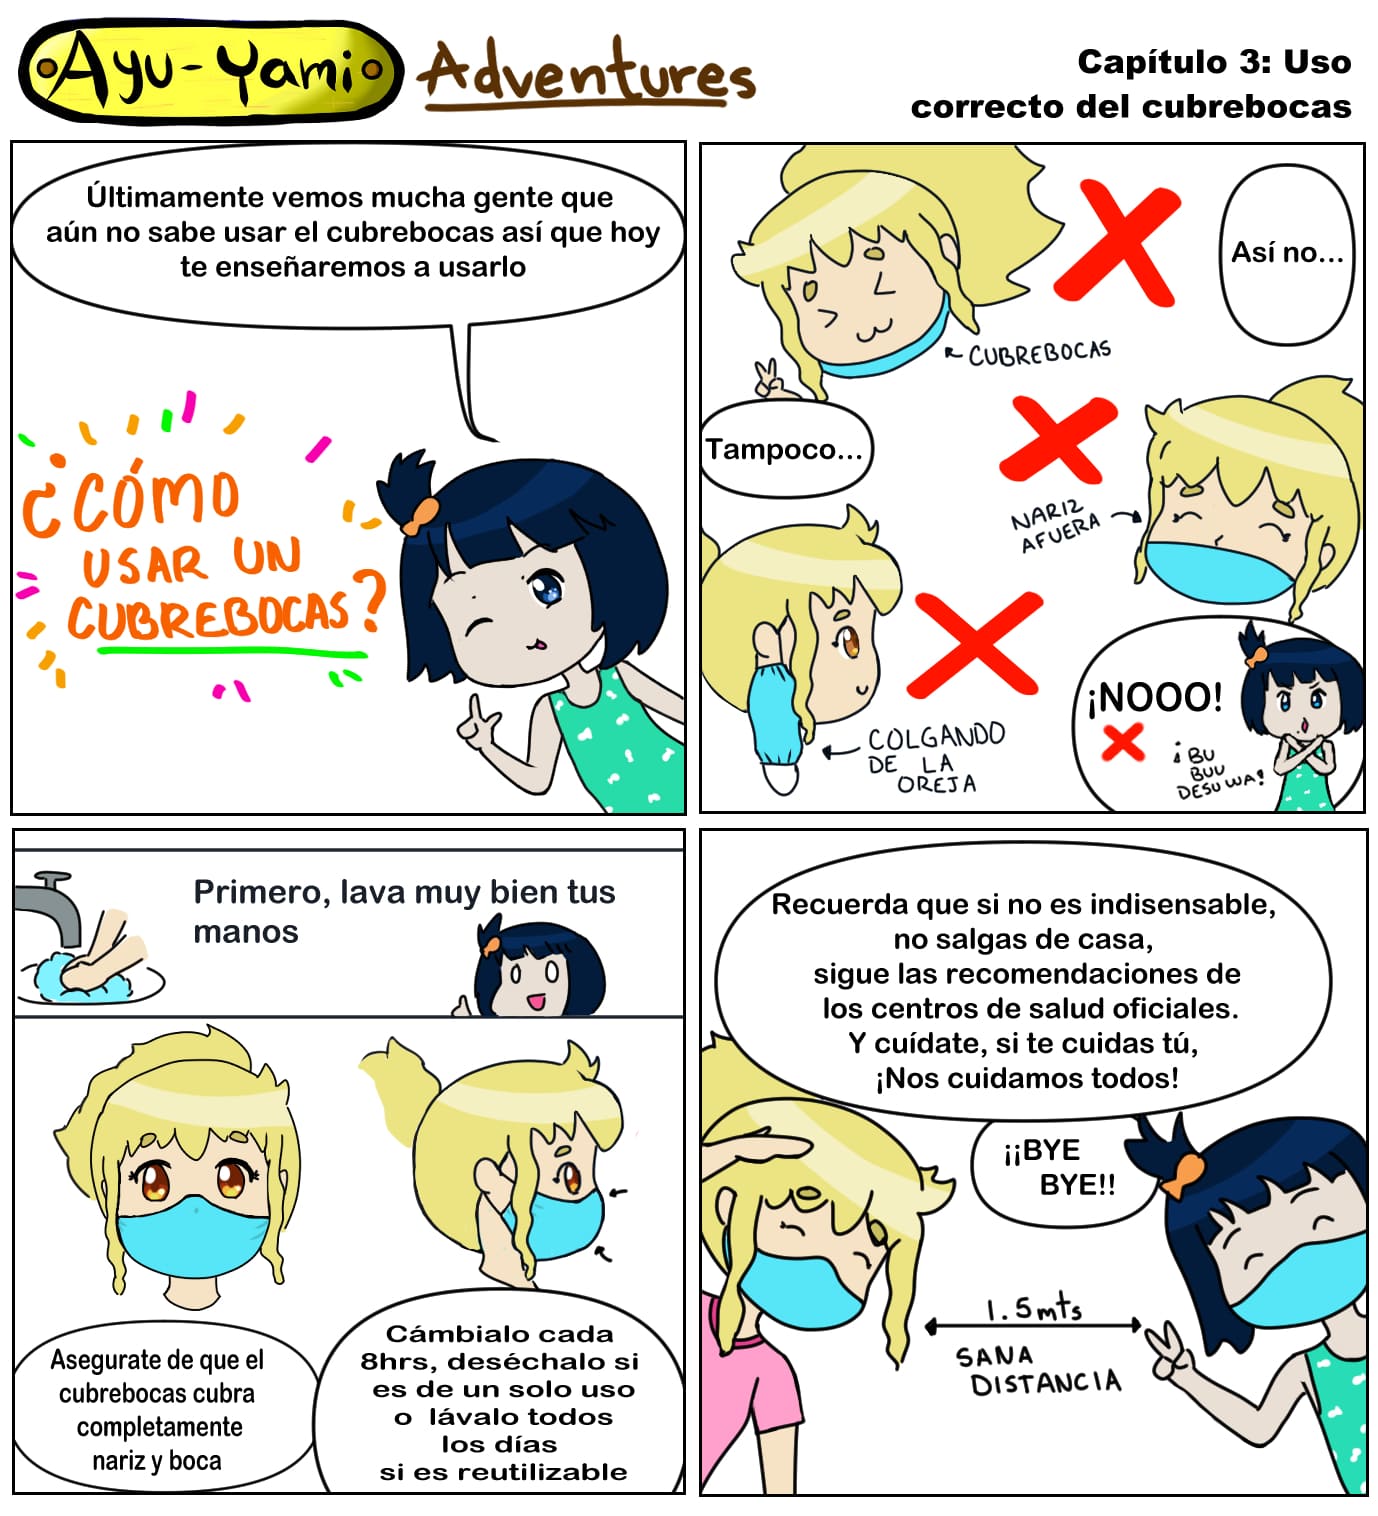 Ayu-Yami Adventures
Capítulo 3: Uso
correcto del cubrebocas
Últimamente vemos mucha gente que
aún no sabe usar el cubrebocas así que hoy
te enseñaremos a usarlo
¿CÓMO
USAR UN
CUBREBOCAS?
Así no...
CUBREBOCAS
Tampoco...
NARIZ
AFUERA
COLGANDO
DE LA
OREJA
¡NOOO!
¡BU
BUU
DESUWA!
Primero, lava muy bien tus
manos
Asegurate de que el
cubrebocas cubra
completamente
nariz y boca
Cámbialo cada
8hrs, deséchalo si
es de un solo uso
o lávalo todos
los días
si es reutilizable
Recuerda que si no es indisensable,
no salgas de casa,
sigue las recomendaciones de
los centros de salud oficiales.
Y cuídate, si te cuidas tú,
¡Nos cuidamos todos!
¡¡BYE
BYE!!
1.5mts
SANA
DISTANCIA